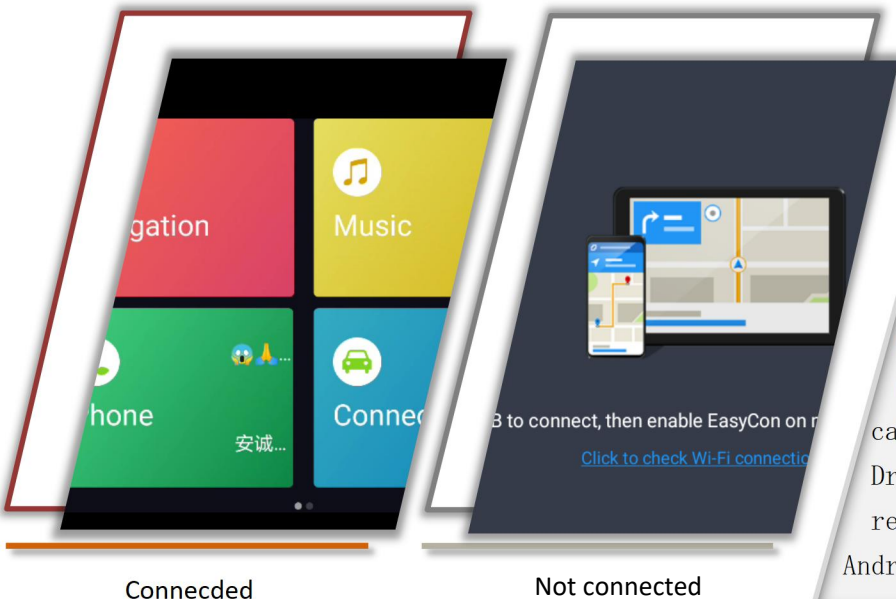 gation
Music
hone
安诚...
Connec
B to connect, then enable EasyCon on
Click to check Wi-Fi connectio
ca
Dr
re
Andr
Connecded
Not connected